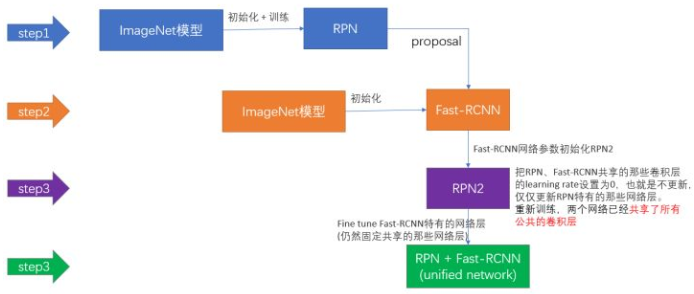 step1
ImageNet模型
初始化+训练
RPN
proposal
step2
ImageNet模型
初始化
Fast-RCNN
Fast-RCNN网络参数初始化RPN2
step3
RPN2
把RPN、Fast-RCNN共享的那些卷积层
的learning rate设置为0，也就是不更新，
仅仅更新RPN特有的那些网络层。
重新训练，两个网络已经共享了所有
公共的卷积层
Fine tune Fast-RCNN特有的网络层
(仍然固定共享的那些网络层)
step3
RPN + Fast-RCNN
(unified network)